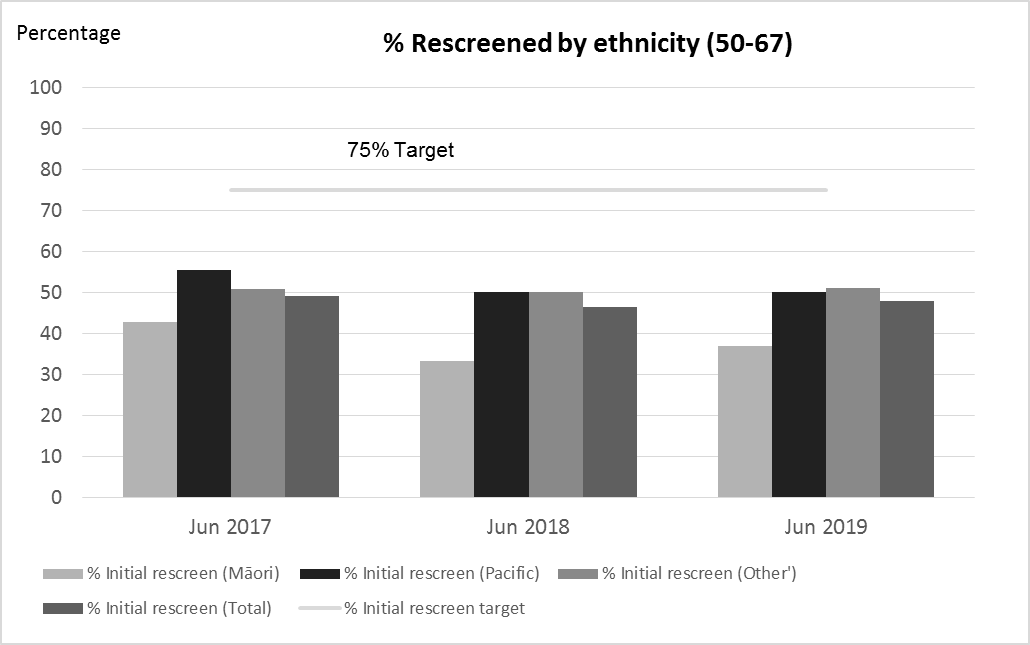 Percentage
% Rescreened by ethnicity (50-67)
100
90
80
70
60
50
40
30
20
10
0
75% Target
Jun 2017
Jun 2018
Jun 2019
% Initial rescreen (Māori)
% Initial rescreen (Pacific)
% Initial rescreen (Other')
% Initial rescreen (Total)
% Initial rescreen target